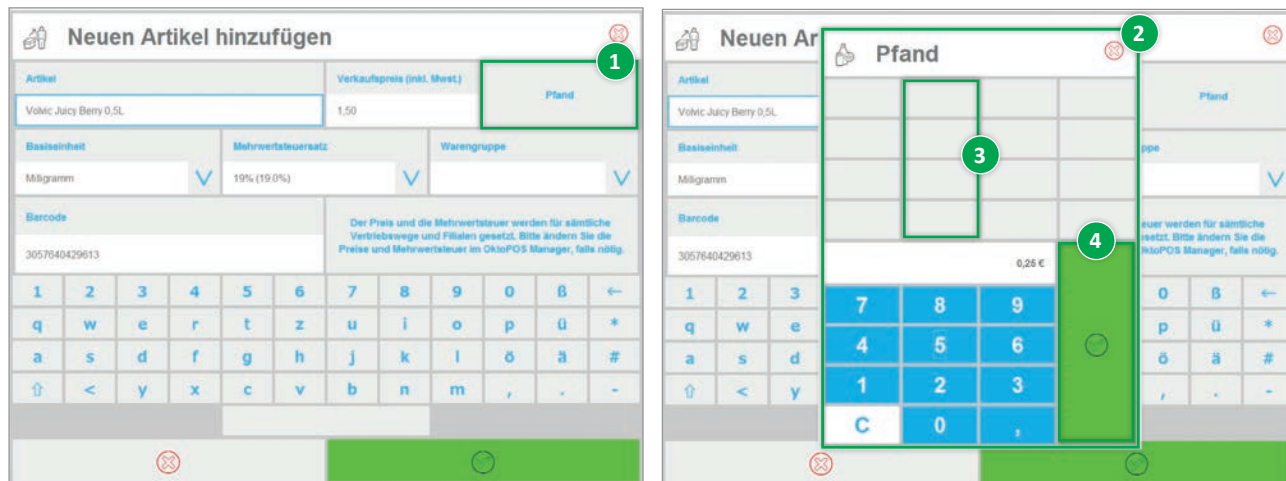 Neuen Artikel hinzufügen
1
Artikel
Verkaufspreis (inkl. Mwst.)
Pfand
Volvic Juicy Berry 0,5L
1,50
Basiseinheit
Mehrwertsteuersatz
Warengruppe
Milligramm
19% (19.0%)
Barcode
3057640429613
Der Preis und die Mehrwertsteuer werden für sämtliche
Vertriebswege und Filialen gesetzt. Bitte ändern Sie die
Preise und Mehrwertsteuer im OktoPOS Manager, falls nötig.
1 2 3 4 5 6 7 8 9 0 ß ←
q w e r t z u i o p ü *
a s d f g h j k l ö ä #
⇧ < y x c v b n m , . -
Neuen Ar
2
Pfand
Artikel
Pfand
Volvic Juicy Berry 0,5L
3
Basiseinheit
ppe
Milligramm
Barcode
4
euer werden für sämtliche
esetzt. Bitte ändern Sie die
OktoPOS Manager, falls nötig.
3057640429613
0,25 €
1 2 3
0 ß ←
7 8 9
q w e
p ü *
4 5 6
a s d
ö ä #
1 2 3
⇧ < y
, . -
C 0 ,